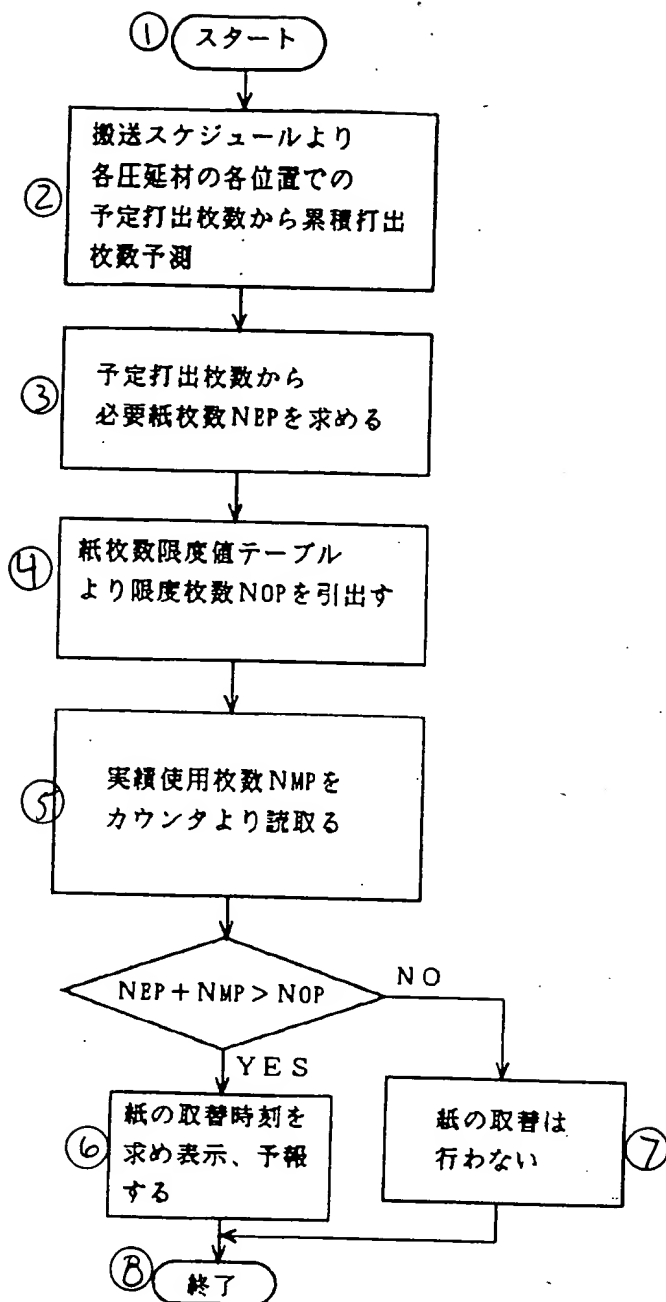 ① スタート
②
搬送スケジュールより
各圧延材の各位置での
予定打出枚数から累積打出
枚数予測
③
予定打出枚数から
必要紙枚数NEPを求める
④
紙枚数限度値テーブル
より限度枚数NOPを引出す
⑤
実績使用枚数NMPを
カウンタより読取る
NEP+NMP>NOP
NO
YES
⑥
紙の取替時刻を
求め表示、予報
する
紙の取替は
行わない
⑦
⑧ 終了